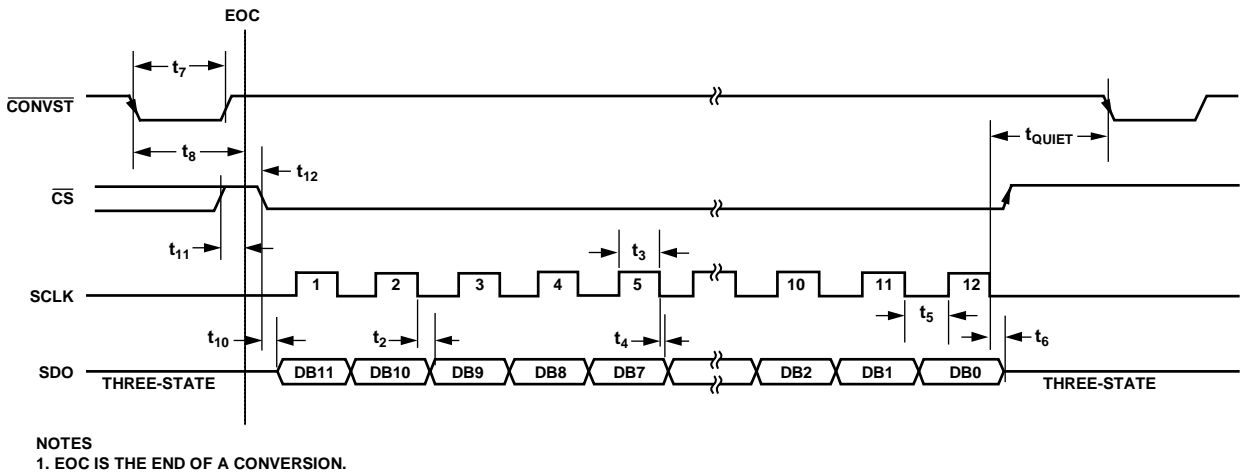 EOC
t7
CONVST
tQUIET
t8
t12
CS
t11
t3
SCLK
1 2 3 4 5 10 11 12
t10
t2
t4
t5
t6
SDO
THREE-STATE
DB11 DB10 DB9 DB8 DB7 DB2 DB1 DB0
THREE-STATE
NOTES
1. EOC IS THE END OF A CONVERSION.